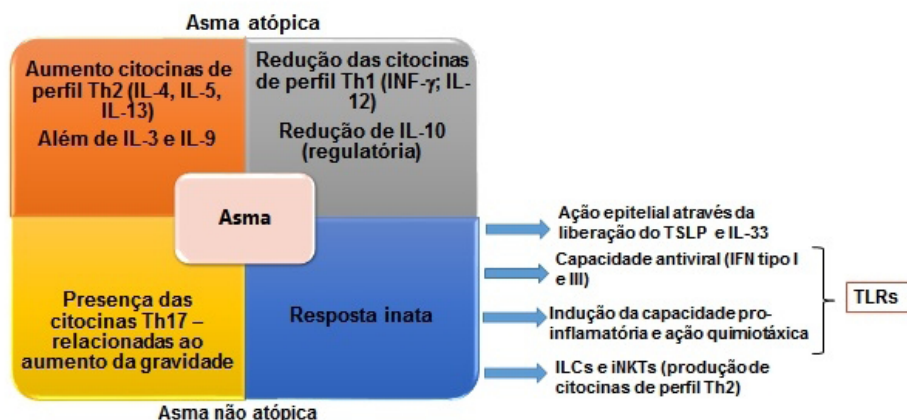 Asma atópica
Aumento citocinas de
perfil Th2 (IL-4, IL-5,
IL-13)
Além de IL-3 e IL-9
Redução das citocinas
de perfil Th1 (INF-γ; IL-
12)
Redução de IL-10
(regulatória)
Asma
Presença das
citocinas Th17 –
relacionadas ao
aumento da gravidade
Resposta inata
Ação epitelial através da
liberação do TSLP e IL-33
Capacidade antiviral (IFN tipo I
e III)
Indução da capacidade pro-
inflamatória e ação quimiotáxica
ILCs e iNKTs (produção de
citocinas de perfil Th2)
TLRs
Asma não atópica